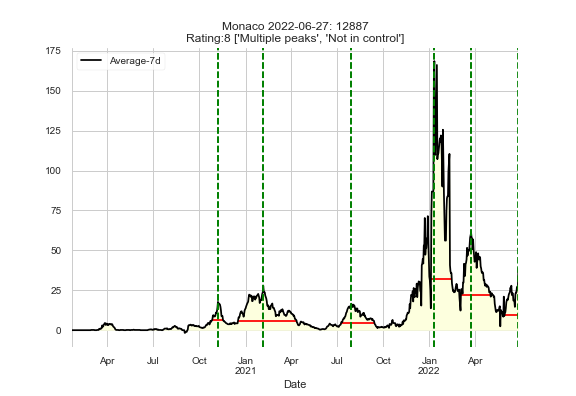 Monaco 2022-06-27: 12887
Rating:8 ['Multiple peaks', 'Not in control']
175
150
125
100
75
50
25
0
Average-7d
Apr
Jul
Oct
Jan
2021
Apr
Jul
Oct
Jan
2022
Apr
Date